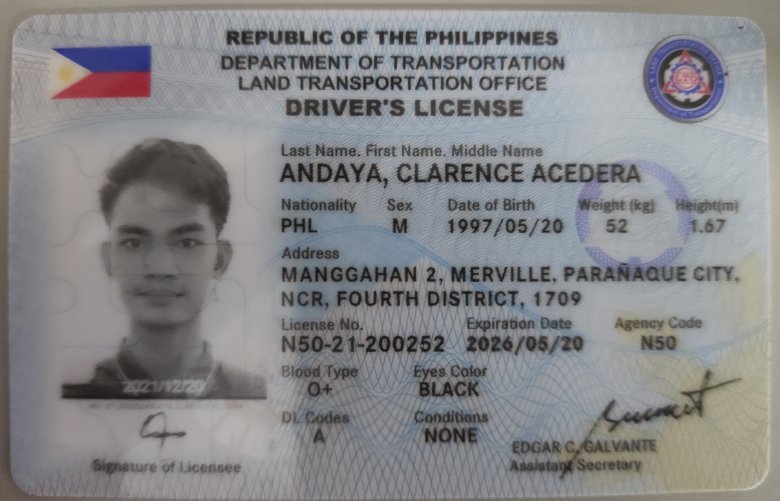 REPUBLIC OF THE PHILIPPINES
DEPARTMENT OF TRANSPORTATION
LAND TRANSPORTATION OFFICE
DRIVER'S LICENSE
LTO
Last Name. First Name. Middle Name
ANDAYA, CLARENCE ACEDERA
Nationality Sex Date of Birth Weight (kg) Height(m)
PHL M 1997/05/20 52 1.67
Address
MANGGAHAN 2, MERVILLE, PARAÑAQUE CITY,
NCR, FOURTH DISTRICT, 1709
License No. Expiration Date Agency Code
N50-21-200252 2026/05/20 N50
Blood Type Eyes Color
O+ BLACK
DL Codes Conditions
A NONE
2021/12/20
Signature of Licensee
EDGAR C. GALVANTE
Assistant Secretary